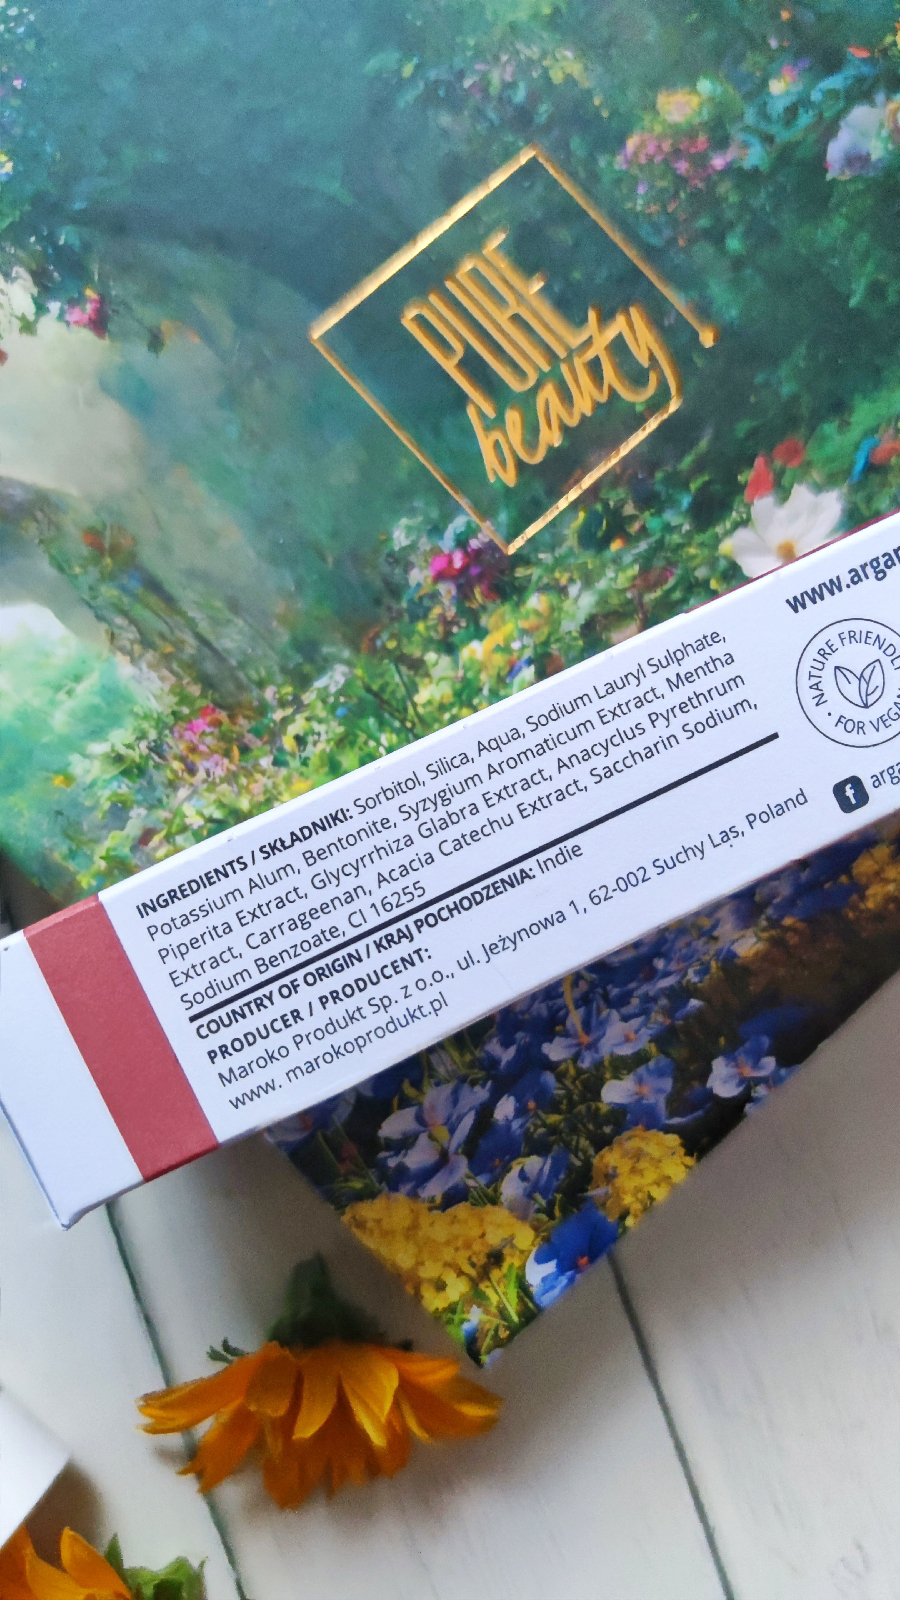 PURE
beauty
www.argan
NATURE FRIENDLY
• FOR VEGAN
INGREDIENTS / SKŁADNIKI: Sorbitol, Silica, Aqua, Sodium Lauryl Sulphate,
Potassium Alum, Bentonite, Syzygium Aromaticum Extract, Mentha
Piperita Extract, Glycyrrhiza Glabra Extract, Anacyclus Pyrethrum
Extract, Carrageenan, Acacia Catechu Extract, Saccharin Sodium,
Sodium Benzoate, CI 16255
COUNTRY OF ORIGIN / KRAJ POCHODZENIA: Indie
PRODUCER / PRODUCENT:
Maroko Produkt Sp. z o.o., ul. Jeżynowa 1, 62-002 Suchy Las, Poland
www. marokoprodukt.pl
f arga